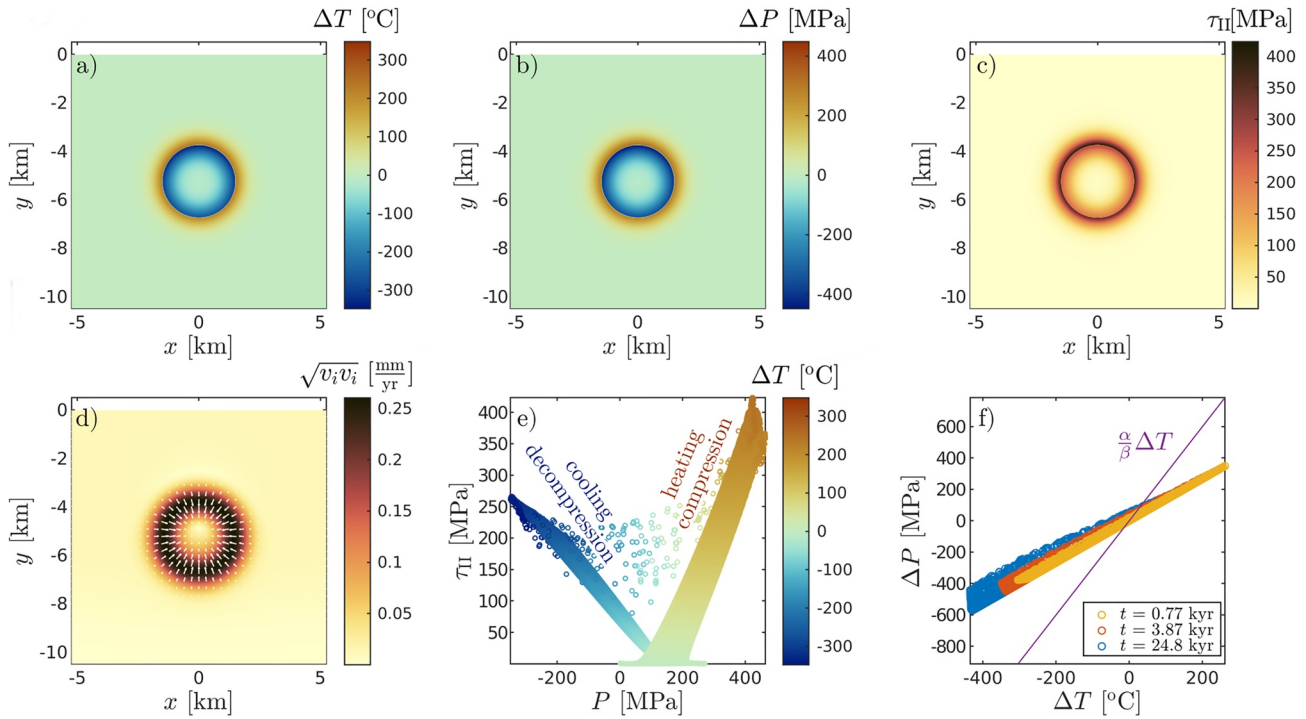 ΔT [°C]
a)
0
-2
-4
-6
-8
-10
y [km]
-5
0
5
x [km]
300
200
100
0
-100
-200
-300
ΔP [MPa]
b)
0
-2
-4
-6
-8
-10
y [km]
-5
0
5
x [km]
400
200
0
-200
-400
τII[MPa]
c)
0
-2
-4
-6
-8
-10
y [km]
-5
0
5
x [km]
400
350
300
250
200
150
100
50
√vᵢvᵢ [mm/yr]
d)
0
-2
-4
-6
-8
-10
y [km]
-5
0
5
x [km]
0.25
0.2
0.15
0.1
0.05
ΔT [°C]
e)
400
350
300
250
200
150
100
50
τII [MPa]
cooling
decompression
heating
compression
-200
0
200
400
P [MPa]
300
200
100
0
-100
-200
-300
f)
α/β ΔT
600
400
200
0
-200
-400
-600
-800
ΔP [MPa]
t = 0.77 kyr
t = 3.87 kyr
t = 24.8 kyr
-400
-200
0
200
ΔT [°C]